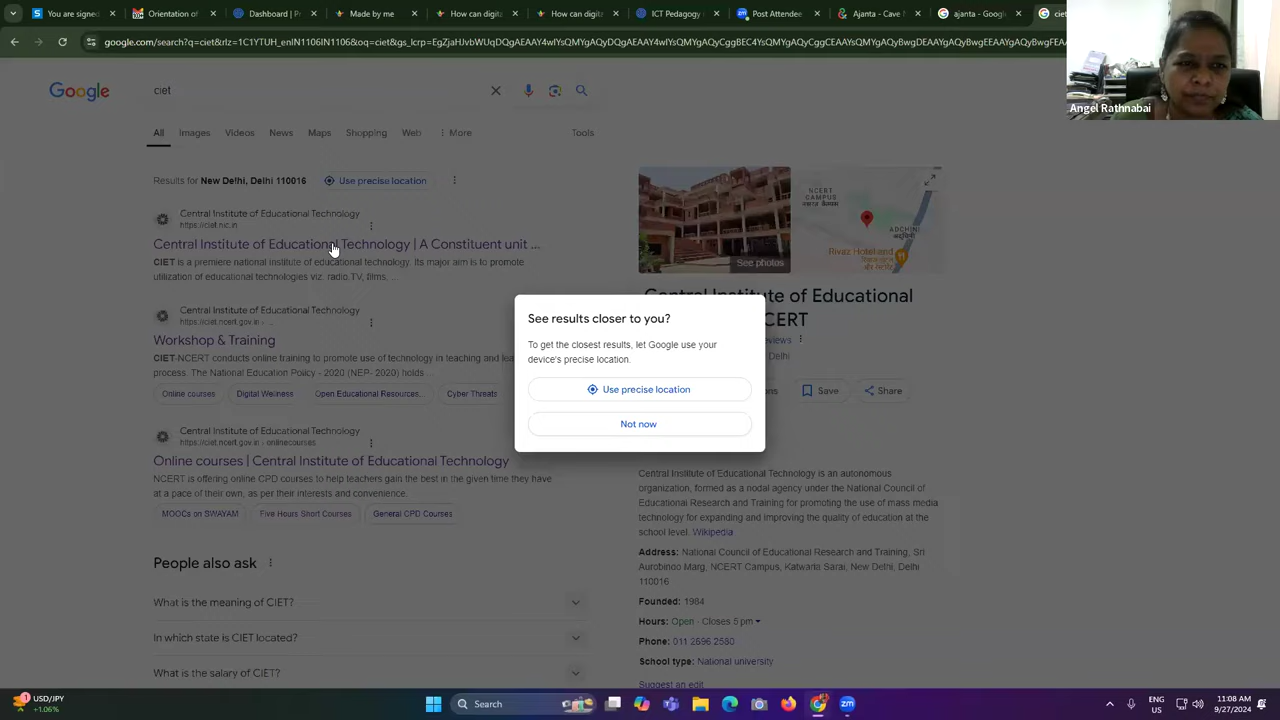 You are signed
Orientation of
Dashboard | P
Made by me
How can digita
How can digita
ICT Pedagogy
Post Attendee
Ajanta - Cave
ajanta - Google
ciet
google.com/search?q=ciet&rlz=1C1YTUH_enIN1106IN1106&oq=ciet&gs_lcrp=
Google
ciet
All
Images
Videos
News
Maps
Shopping
Web
More
Tools
Results for New Delhi, Delhi 110016
Use precise location
Central Institute of Educational Technology
https://ciet.nic.in
Central Institute of Educational Technology | A Constituent unit ...
CIET is a premiere national institute of educational technology. Its major aim is to promote
utilization of educational technologies viz. radio,TV, films, ...
https://ciet.ncert.gov.in › ...
Workshop & Training
CIET-NCERT conducts online training to promote use of technology in teaching and
process. The National Education Policy - 2020 (NEP- 2020) holds ...
Online courses
Digital Wellness
Open Educational Resources...
Cyber Threats
Central Institute of Educational Technology
https://ciet.ncert.gov.in › onlinecourses
Online courses | Central Institute of Educational Technology
NCERT is offering online CPD courses to help teachers gain the best in the given time they have
at a pace of their own, as per their interests and convenience.
MOOCs on SWAYAM
Five Hours Short Courses
General CPD Courses
People also ask
What is the meaning of CIET?
In which state is CIET located?
What is the salary of CIET?
See results closer to you?
To get the closest results, let Google use your
device's precise location.
Use precise location
Not now
NCERT
CAMPUS
ADCHINI
Rivaz Hotel and
See photos
Central Institute of Educational
CERT
Delhi
Save
Share
Central Institute of Educational Technology is an autonomous
organization, formed as a nodal agency under the National Council of
Educational Research and Training for promoting the use of mass media
technology for expanding and improving the quality of education at the
school level. Wikipedia
Address: National Council of Educational Research and Training, Sri
Aurobindo Marg, NCERT Campus, Katwaria Sarai, New Delhi, Delhi
110016
Founded: 1984
Hours: Open · Closes 5 pm
Phone: 011 2696 2580
School type: National university
Suggest an edit
Angel Rathnabai
USD/JPY
+1.06%
Search
ENG
US
11:08 AM
9/27/2024